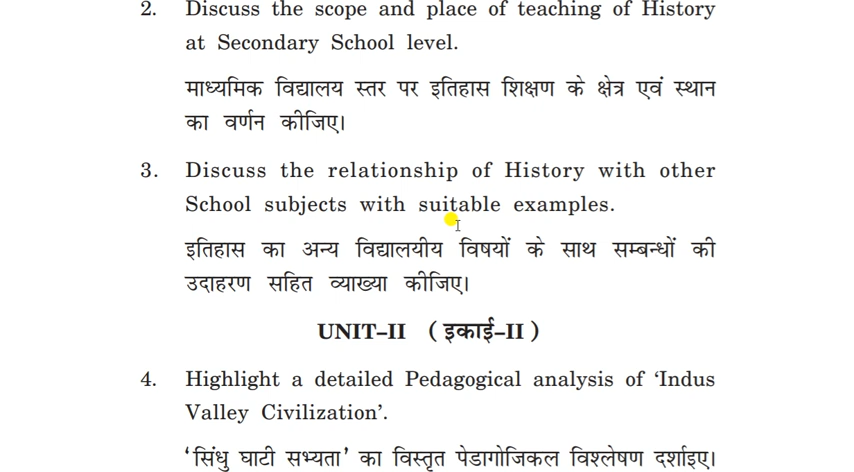 2. Discuss the scope and place of teaching of History
at Secondary School level.
माध्यमिक विद्यालय स्तर पर इतिहास शिक्षण के क्षेत्र एवं स्थान
का वर्णन कीजिए।
3. Discuss the relationship of History with other
School subjects with suitable examples.
इतिहास का अन्य विद्यालयीय विषयों के साथ सम्बन्धों की
उदाहरण सहित व्याख्या कीजिए।
UNIT–II (इकाई–II)
4. Highlight a detailed Pedagogical analysis of ‘Indus
Valley Civilization’.
‘सिंधु घाटी सभ्यता’ का विस्तृत पेडागोजिकल विश्लेषण दर्शाइए।